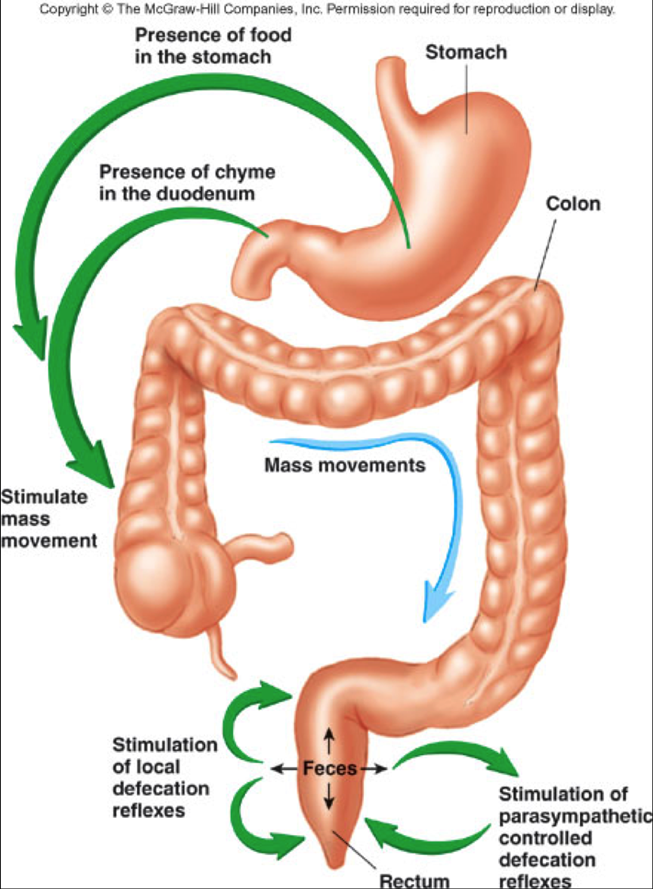 Copyright © The McGraw-Hill Companies, Inc. Permission required for reproduction or display.
Presence of food
in the stomach
Stomach
Presence of chyme
in the duodenum
Colon
Mass movements
Stimulate
mass
movement
Stimulation
of local
defecation
reflexes
Feces
Stimulation of
parasympathetic
controlled
defecation
reflexes
Rectum